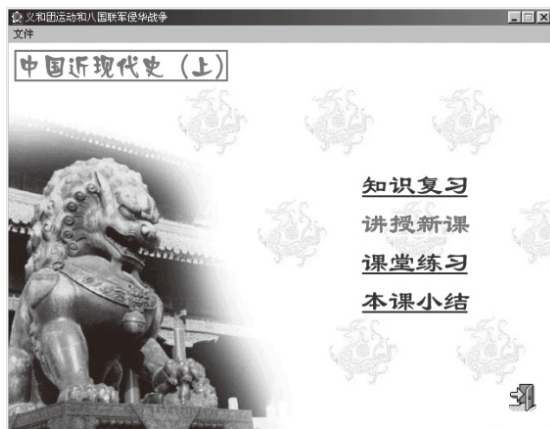 义和团运动和八国联军侵华战争
文件
中国近现代史（上）
知识复习
讲授新课
课堂练习
本课小结